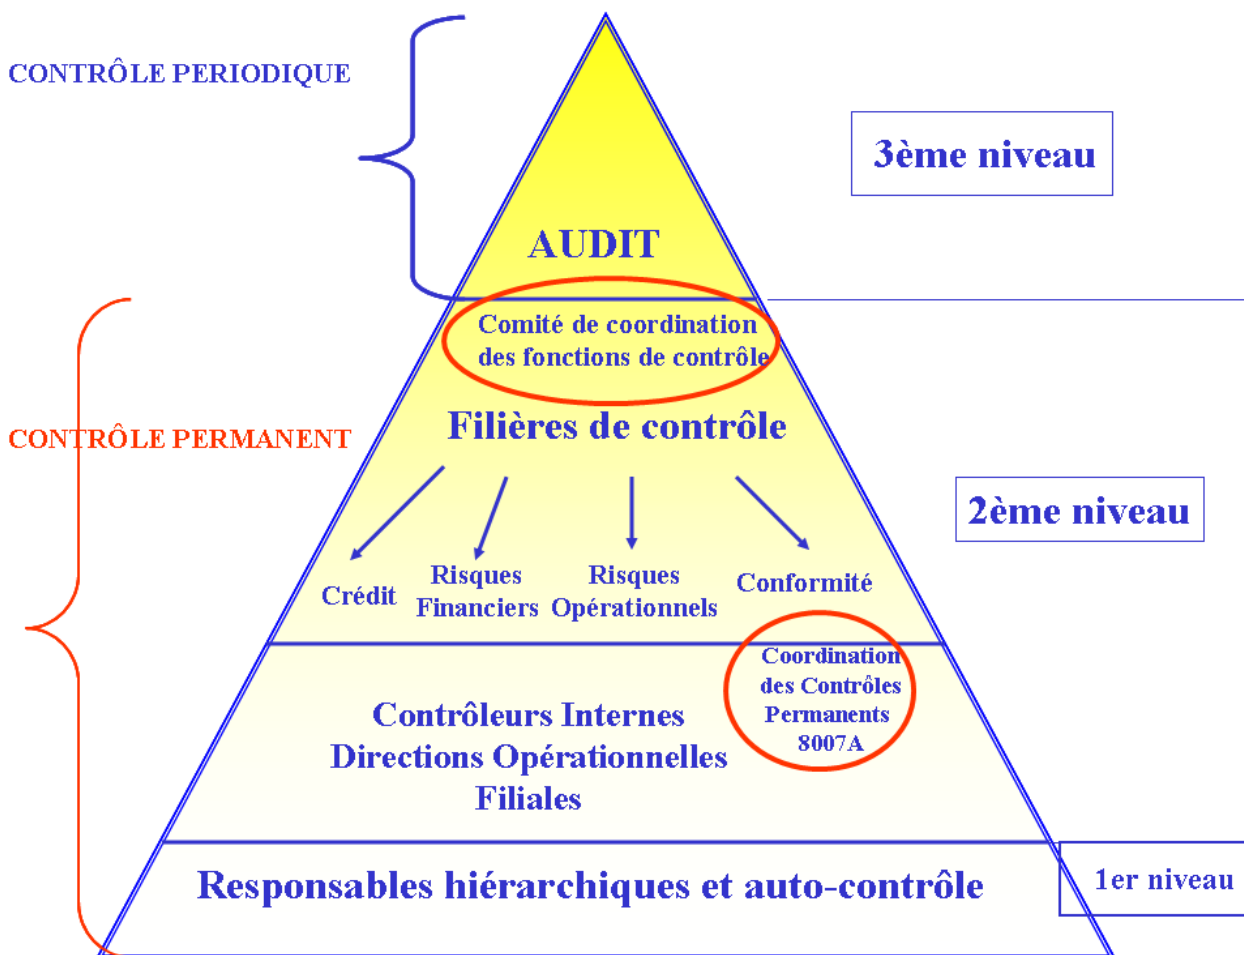 CONTRÔLE PERIODIQUE
3ème niveau
AUDIT
Comité de coordination
des fonctions de contrôle
CONTRÔLE PERMANENT
Filières de contrôle
2ème niveau
Crédit
Risques
Financiers
Risques
Opérationnels
Conformité
Coordination
des Contrôles
Permanents
8007A
Contrôleurs Internes
Directions Opérationnelles
Filiales
Responsables hiérarchiques et auto-contrôle
1er niveau